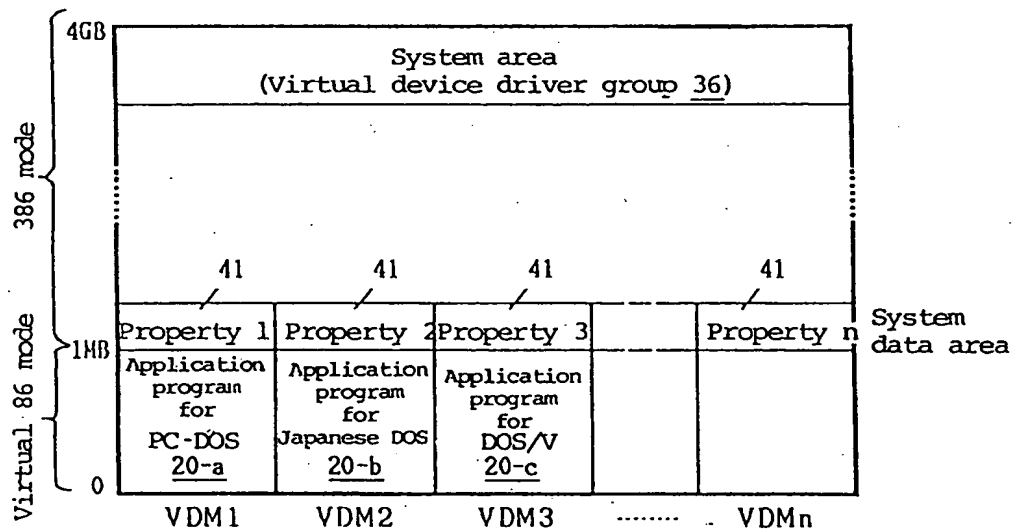 4GB
System area
(Virtual device driver group 36)
386 mode
41 41 41 41
Property 1 Property 2 Property 3 Property n
System
data area
1MB
Virtual 86 mode
Application
program
for
PC-DOS
20-a
Application
program
for
Japanese DOS
20-b
Application
program
for
DOS/V
20-c
0
VDM1 VDM2 VDM3 ........ VDMn